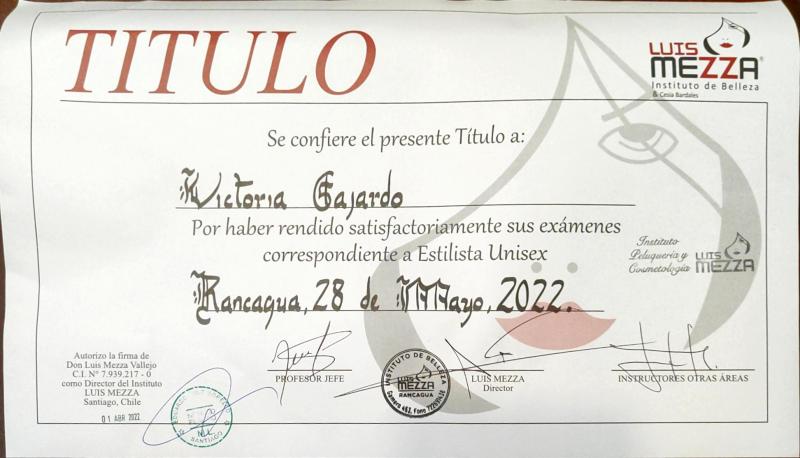 TITULO
LUIS
MEZZA
Instituto de Belleza
& Cesia Bardales
Se confiere el presente Título a:
Victoria Gajardo
Por haber rendido satisfactoriamente sus exámenes
correspondiente a Estilista Unisex
Instituto
Peluquería y
Cosmetología
LUIS
MEZZA
Rancagua, 28 de Mayo, 2022.
Autorizo la firma de
Don Luis Mezza Vallejo
C.I. N° 7.939.217 - 0
como Director del Instituto
LUIS MEZZA
Santiago, Chile
01 ABR 2022
SANTIAGO
PROFESOR JEFE
INSTITUTO DE BELLEZA
LUIS
MEZZA
RANCAGUA
LUIS MEZZA
Director
INSTRUCTORES OTRAS ÁREAS